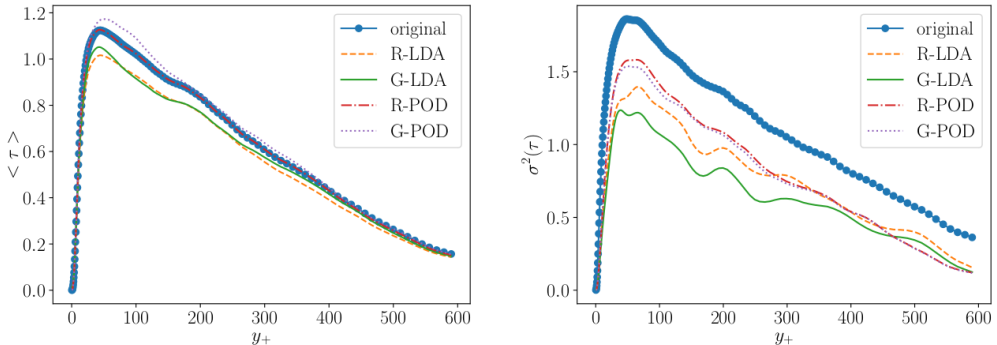 1.2
1.0
0.8
0.6
0.4
0.2
0.0
< τ >
0 100 200 300 400 500 600
y+
original
R-LDA
G-LDA
R-POD
G-POD
1.5
1.0
0.5
0.0
σ²(τ)
0 100 200 300 400 500 600
y+
original
R-LDA
G-LDA
R-POD
G-POD